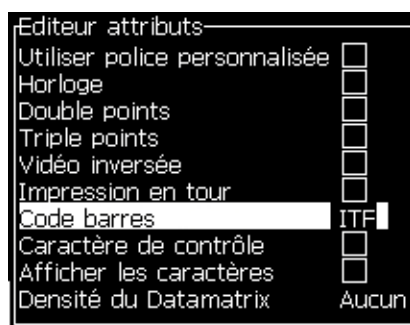 Editeur attributs
Utiliser police personnalisée
Horloge
Double points
Triple points
Vidéo inversée
Impression en tour
Code barres ITF
Caractère de contrôle
Afficher les caractères
Densité du Datamatrix Aucun